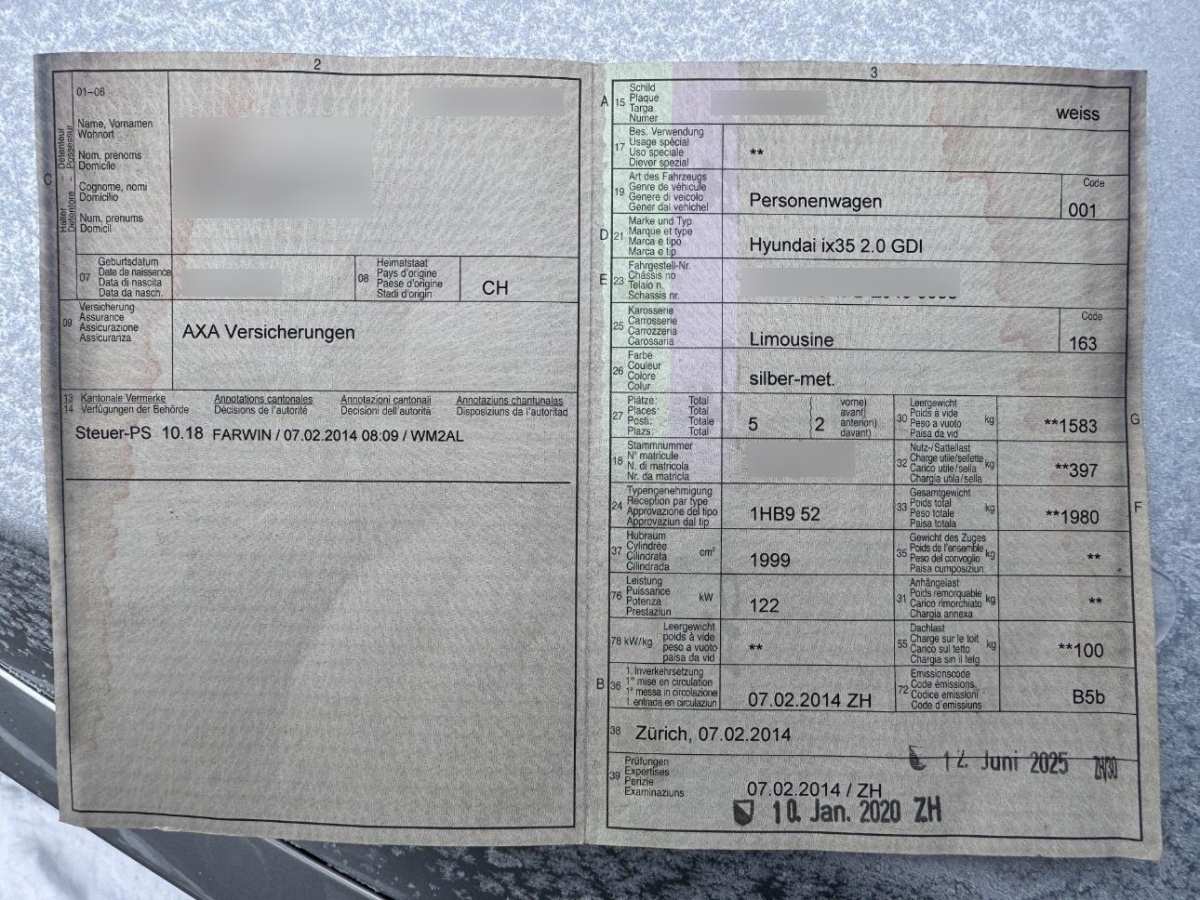 2
01–06
Halter Detentore – Détenteur Possessur
C
Name, Vornamen
Wohnort
Nom, prenoms
Domicile
Cognome, nomi
Domicilio
Num, prenums
Domicil
07
Geburtsdatum
Date de naissance
Data di nascita
Data da nasch.
08
Heimatstaat
Pays d'origine
Paese d'origine
Stadi d'origin
CH
09
Versicherung
Assurance
Assicurazione
Assicuranza
AXA Versicherungen
13 Kantonale Vermerke Annotations cantonales Annotazioni cantonali Annotaziuns chantunalas
14 Verfügungen der Behörde Décisions de l'autorité Decisioni dell'autorità Disposiziuns da l'autoritad
Steuer-PS 10.18 FARWIN / 07.02.2014 08:09 / WM2AL
3
A 15
Schild
Plaque
Targa
Numer
weiss
17
Bes. Verwendung
Usage spécial
Uso speciale
Diever spezial
**
19
Art des Fahrzeugs
Genre de véhicule
Genere di veicolo
Gener dal vehichel
Personenwagen
Code
001
D 21
Marke und Typ
Marque et type
Marca e tipo
Marca e tip
Hyundai ix35 2.0 GDI
E 23
Fahrgestell-Nr.
Châssis no
Telaio n.
Schassis nr.
25
Karosserie
Carrosserie
Carrozzeria
Carossaria
Limousine
Code
163
26
Farbe
Couleur
Colore
Colur
silber-met.
27
Plätze: Total
Places: Total
Posti: Totale
Plazs: Total
5
2
vorne)
avant)
anteriori)
davant)
30
Leergewicht
Poids à vide
Peso a vuoto
Paisa da vid
kg
**1583
G
18
Stammnummer
N° matricule
N. di matricola
Nr. da matricla
32
Nutz-/Sattellast
Charge utile/sellette
Carico utile/sella
Chargia utila/sella
kg
**397
24
Typengenehmigung
Réception par type
Approvazione del tipo
Approvaziun dal tip
1HB9 52
33
Gesamtgewicht
Poids total
Peso totale
Paisa totala
kg
**1980
F
37
Hubraum
Cylindrée
Cilindrata
Cilindrada
cm³
1999
35
Gewicht des Zuges
Poids de l'ensemble
Peso del convoglio
Paisa cumposiziun
kg
**
76
Leistung
Puissance
Potenza
Prestaziun
kW
122
31
Anhängelast
Poids remorquable
Carico rimorchiato
Chargia annexa
kg
**
78 kW/kg
Leergewicht
poids à vide
peso a vuoto
paisa da vid
**
55
Dachlast
Charge sur le toit
Carico sul tetto
Chargia sin il tetg
kg
**100
B 36
1. Inverkehrsetzung
1re mise en circulation
1a messa in circolazione
1. entrada en circulaziun
07.02.2014 ZH
72
Emissionscode
Code émissions
Codice emissioni
Code d'emissiuns
B5b
38 Zürich, 07.02.2014
39
Prüfungen
Expertises
Perizie
Examinaziuns
12. Juni 2025
07.02.2014 / ZH
10. Jan. 2020 ZH